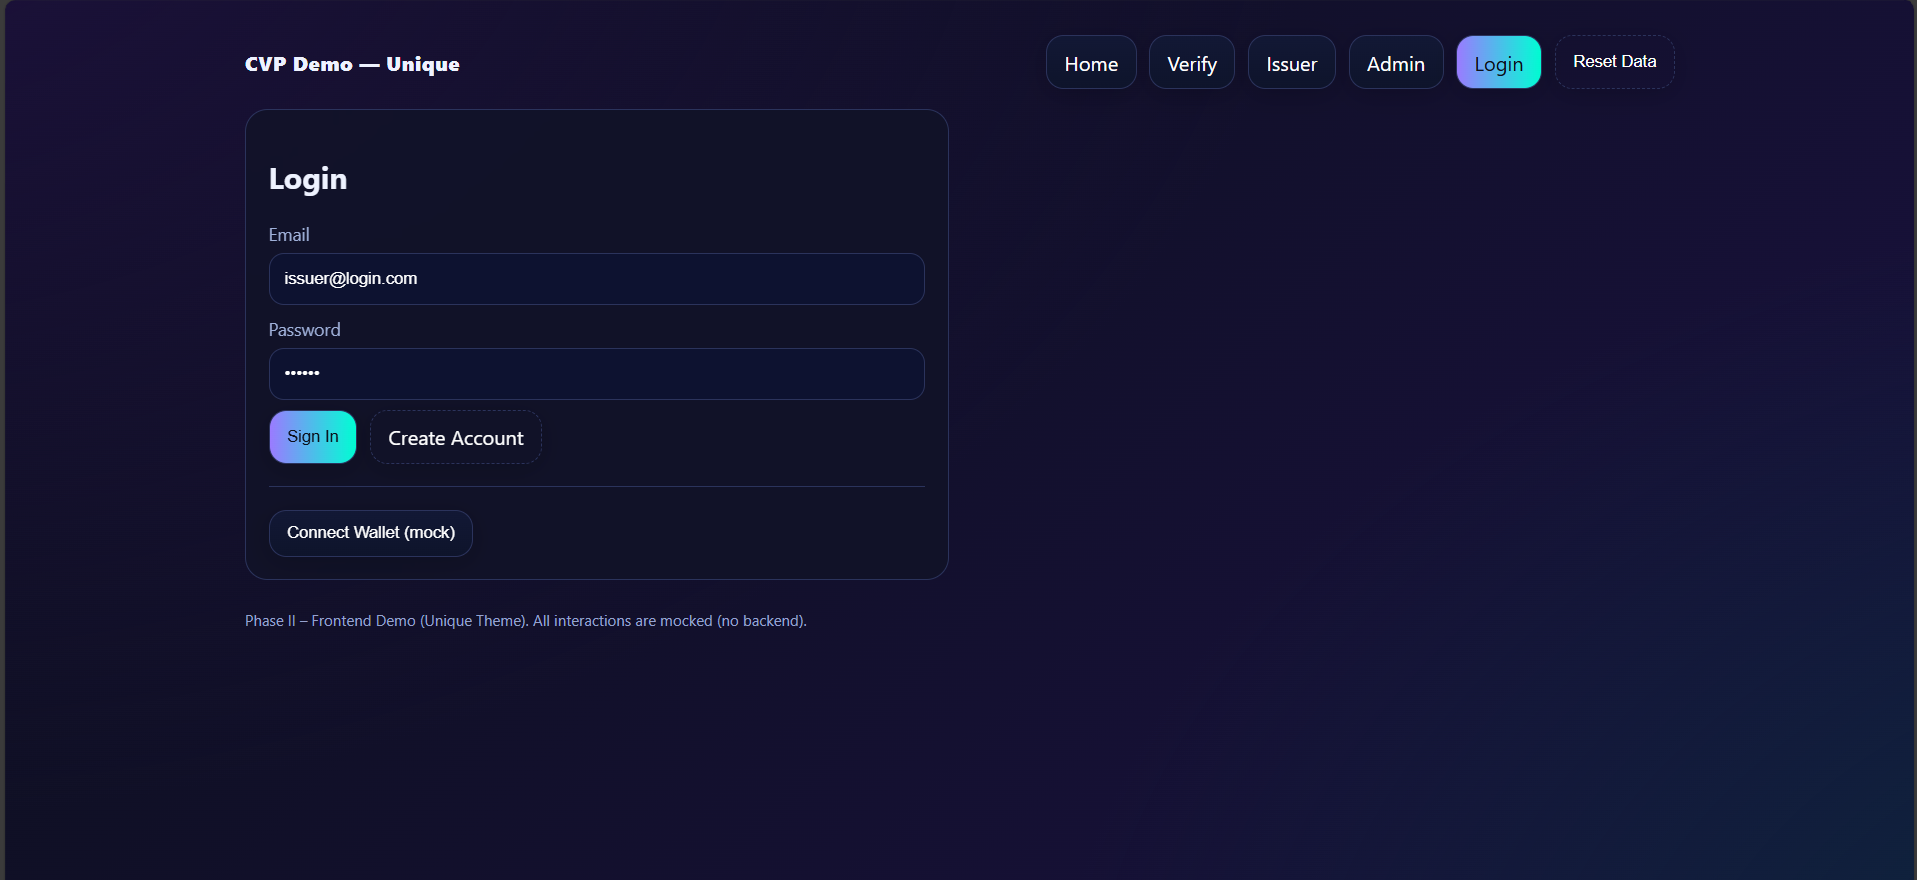 CVP Demo — Unique
Home Verify Issuer Admin Login Reset Data
Login
Email
issuer@login.com
Password
••••••
Sign In Create Account
Connect Wallet (mock)
Phase II – Frontend Demo (Unique Theme). All interactions are mocked (no backend).